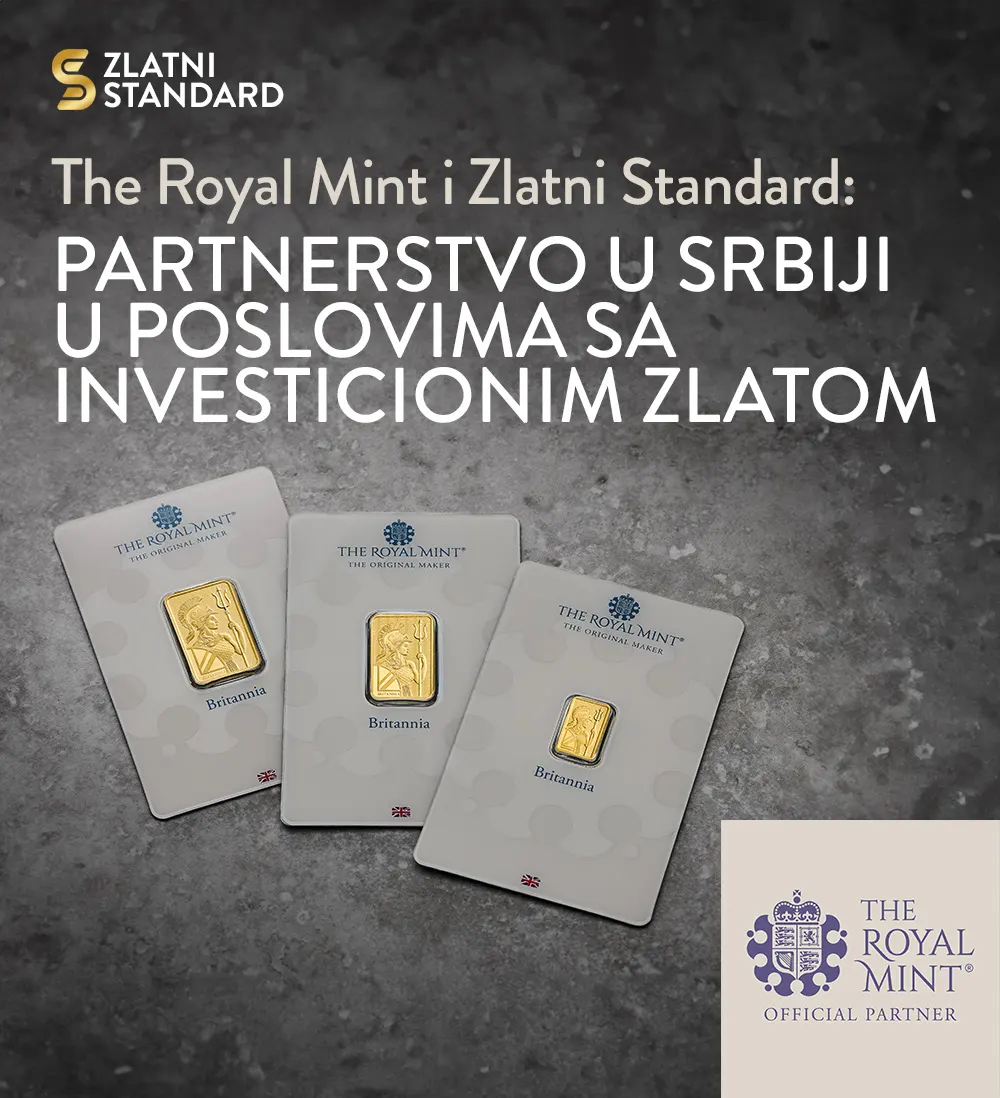 ZLATNI
STANDARD
The Royal Mint i Zlatni Standard:
PARTNERSTVO U SRBIJI
U POSLOVIMA SA
INVESTICIONIM ZLATOM
THE ROYAL MINT®
THE ORIGINAL MAKER
Britannia
THE ROYAL MINT®
THE ORIGINAL MAKER
BRITANNIA
Britannia
THE ROYAL MINT®
THE ORIGINAL MAKER
Britannia
THE
ROYAL
MINT®
OFFICIAL PARTNER